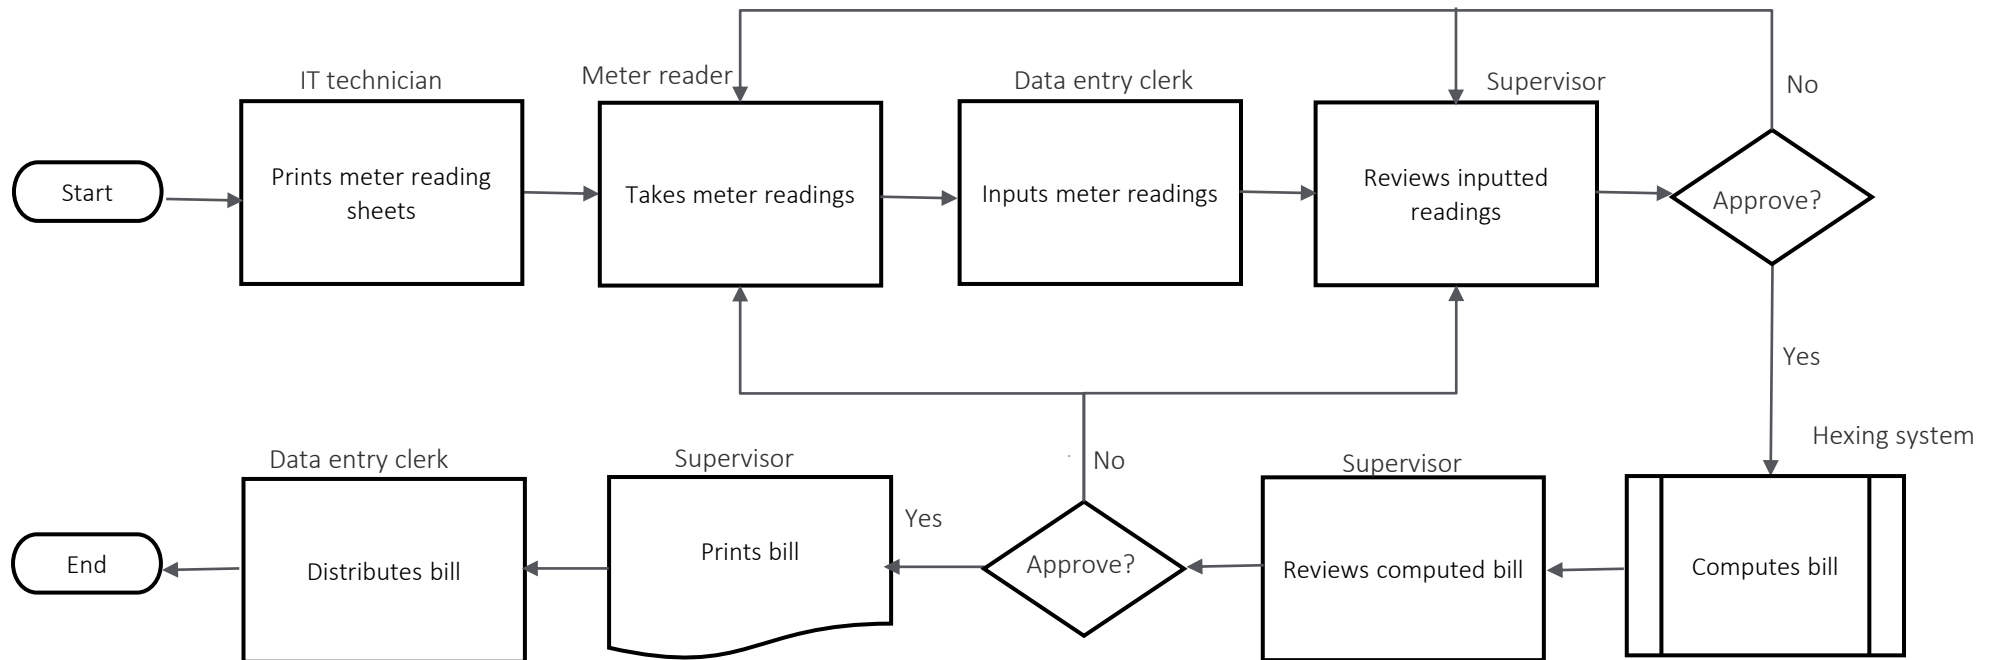 IT technician
Meter reader
Data entry clerk
Supervisor
No
Start
Prints meter reading
sheets
Takes meter readings
Inputs meter readings
Reviews inputted
readings
Approve?
Yes
Hexing system
Data entry clerk
Supervisor
No
Supervisor
Yes
End
Distributes bill
Prints bill
Approve?
Reviews computed bill
Computes bill